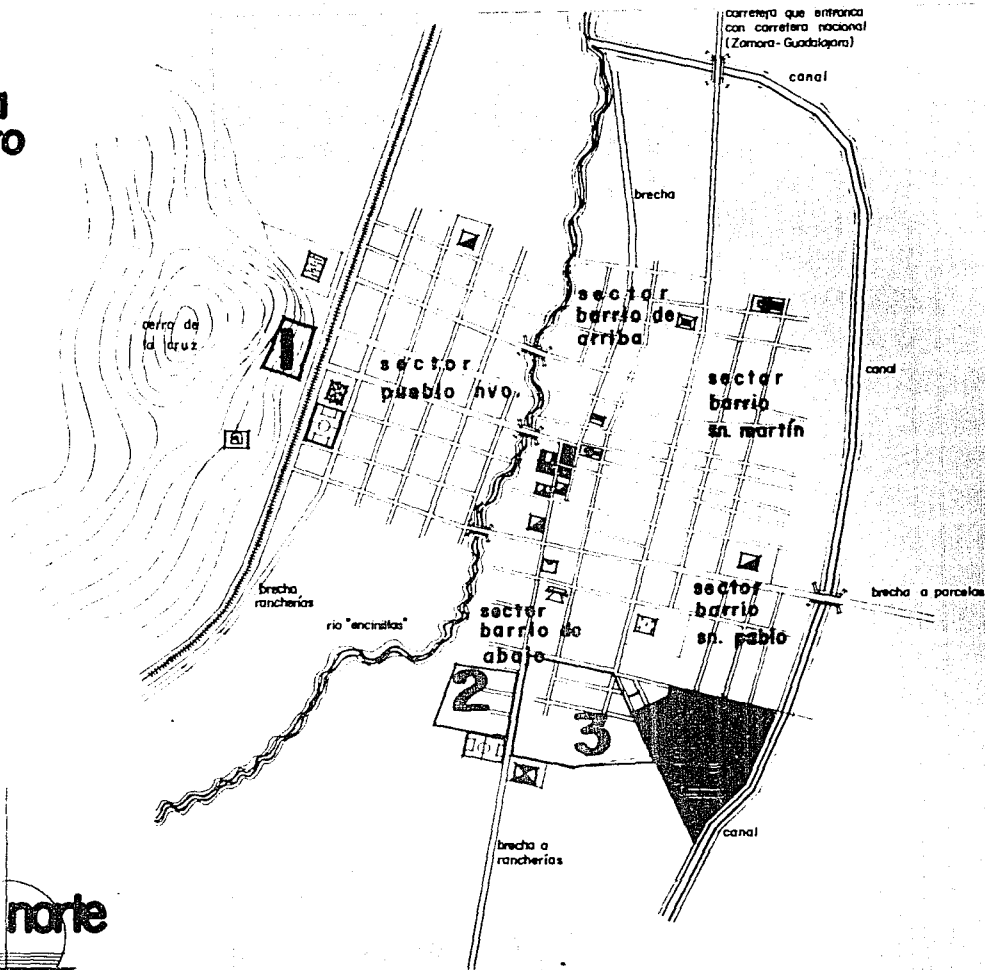 carretera que entronca
con carretera nacional
(Zamora-Guadalajara)
canal
brecha
sector
barrio de
arriba
cerro de
la cruz
sector
pueblo nvo.
sector
barrio
sn. martín
canal
brecha
rancherías
río "encinillas"
sector
barrio de
abajo
sector
barrio
sn. pablo
brecha a parcelas
2
3
canal
brecha a
rancherías
norte